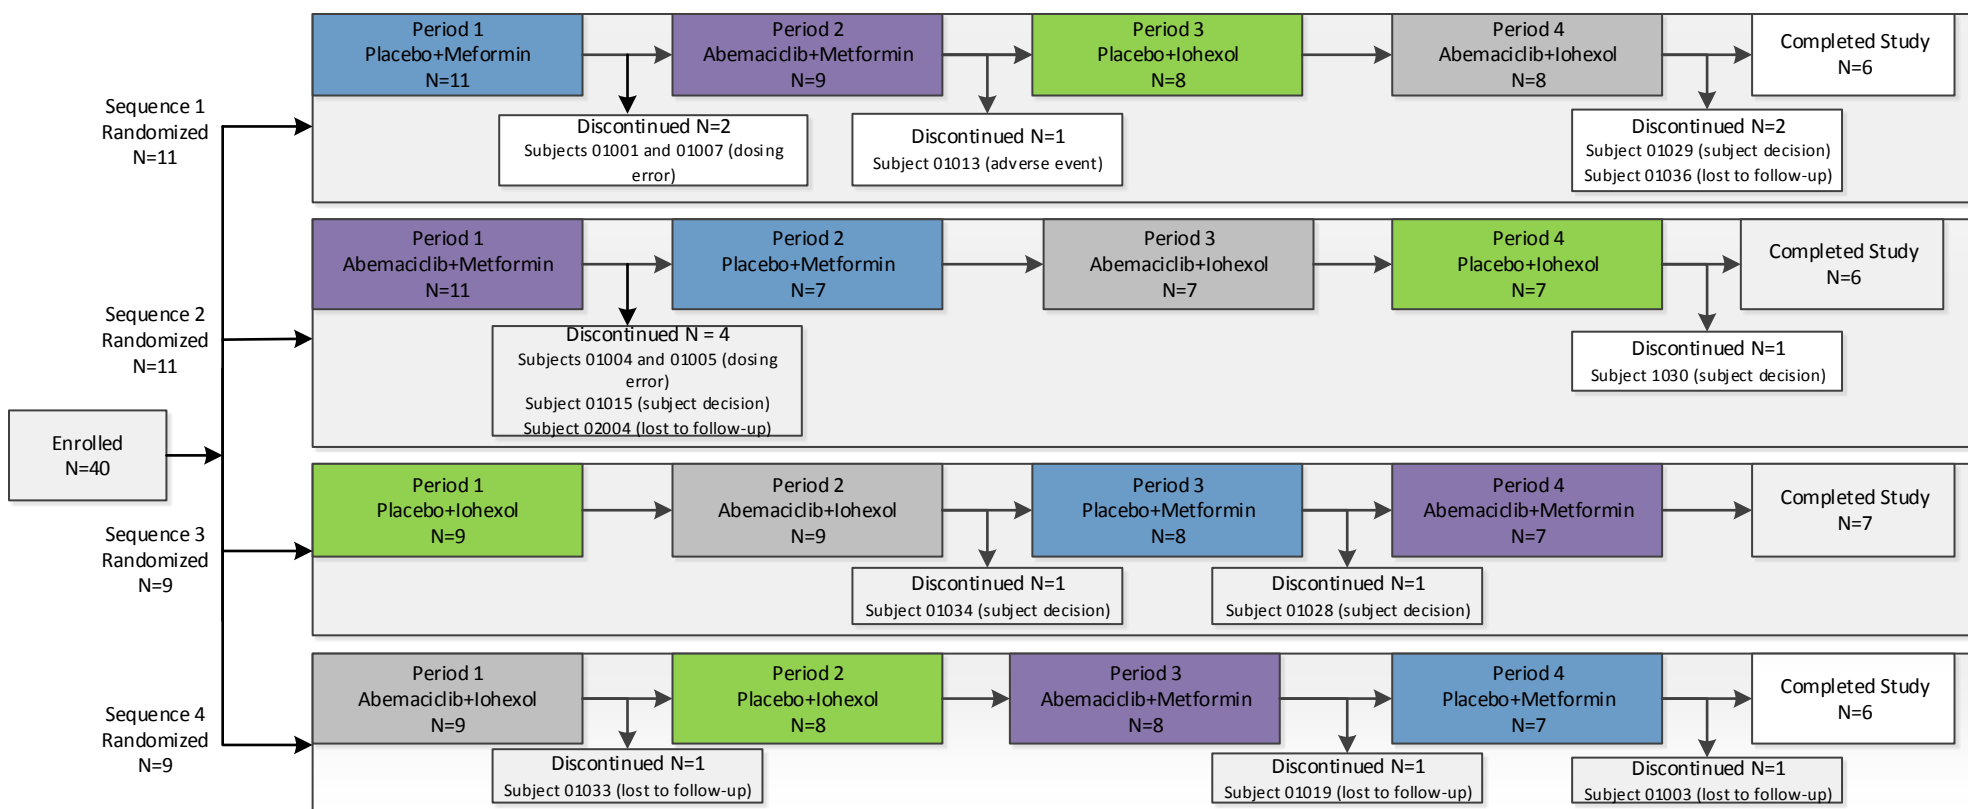 Enrolled
N=40
Sequence 1
Randomized
N=11
Period 1
Placebo+Meformin
N=11
Discontinued N=2
Subjects 01001 and 01007 (dosing
error)
Period 2
Abemaciclib+Metformin
N=9
Discontinued N=1
Subject 01013 (adverse event)
Period 3
Placebo+Iohexol
N=8
Period 4
Abemaciclib+Iohexol
N=8
Discontinued N=2
Subject 01029 (subject decision)
Subject 01036 (lost to follow-up)
Completed Study
N=6
Sequence 2
Randomized
N=11
Period 1
Abemaciclib+Metformin
N=11
Discontinued N = 4
Subjects 01004 and 01005 (dosing
error)
Subject 01015 (subject decision)
Subject 02004 (lost to follow-up)
Period 2
Placebo+Metformin
N=7
Period 3
Abemaciclib+Iohexol
N=7
Period 4
Placebo+Iohexol
N=7
Discontinued N=1
Subject 1030 (subject decision)
Completed Study
N=6
Sequence 3
Randomized
N=9
Period 1
Placebo+Iohexol
N=9
Period 2
Abemaciclib+Iohexol
N=9
Discontinued N=1
Subject 01034 (subject decision)
Period 3
Placebo+Metformin
N=8
Discontinued N=1
Subject 01028 (subject decision)
Period 4
Abemaciclib+Metformin
N=7
Completed Study
N=7
Sequence 4
Randomized
N=9
Period 1
Abemaciclib+Iohexol
N=9
Discontinued N=1
Subject 01033 (lost to follow-up)
Period 2
Placebo+Iohexol
N=8
Period 3
Abemaciclib+Metformin
N=8
Discontinued N=1
Subject 01019 (lost to follow-up)
Period 4
Placebo+Metformin
N=7
Discontinued N=1
Subject 01003 (lost to follow-up)
Completed Study
N=6